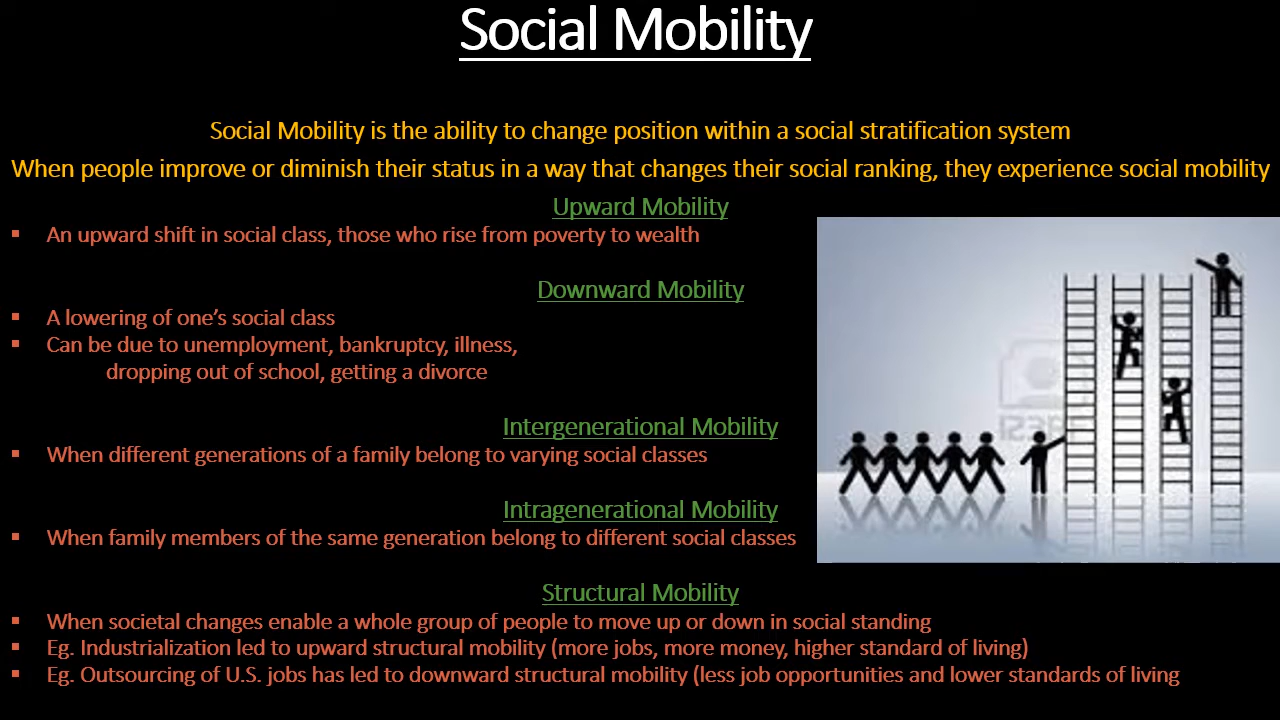 Social Mobility
Social Mobility is the ability to change position within a social stratification system
When people improve or diminish their status in a way that changes their social ranking, they experience social mobility
Upward Mobility
▪ An upward shift in social class, those who rise from poverty to wealth
Downward Mobility
▪ A lowering of one’s social class
▪ Can be due to unemployment, bankruptcy, illness,
dropping out of school, getting a divorce
Intergenerational Mobility
▪ When different generations of a family belong to varying social classes
Intragenerational Mobility
▪ When family members of the same generation belong to different social classes
Structural Mobility
▪ When societal changes enable a whole group of people to move up or down in social standing
▪ Eg. Industrialization led to upward structural mobility (more jobs, more money, higher standard of living)
▪ Eg. Outsourcing of U.S. jobs has led to downward structural mobility (less job opportunities and lower standards of living